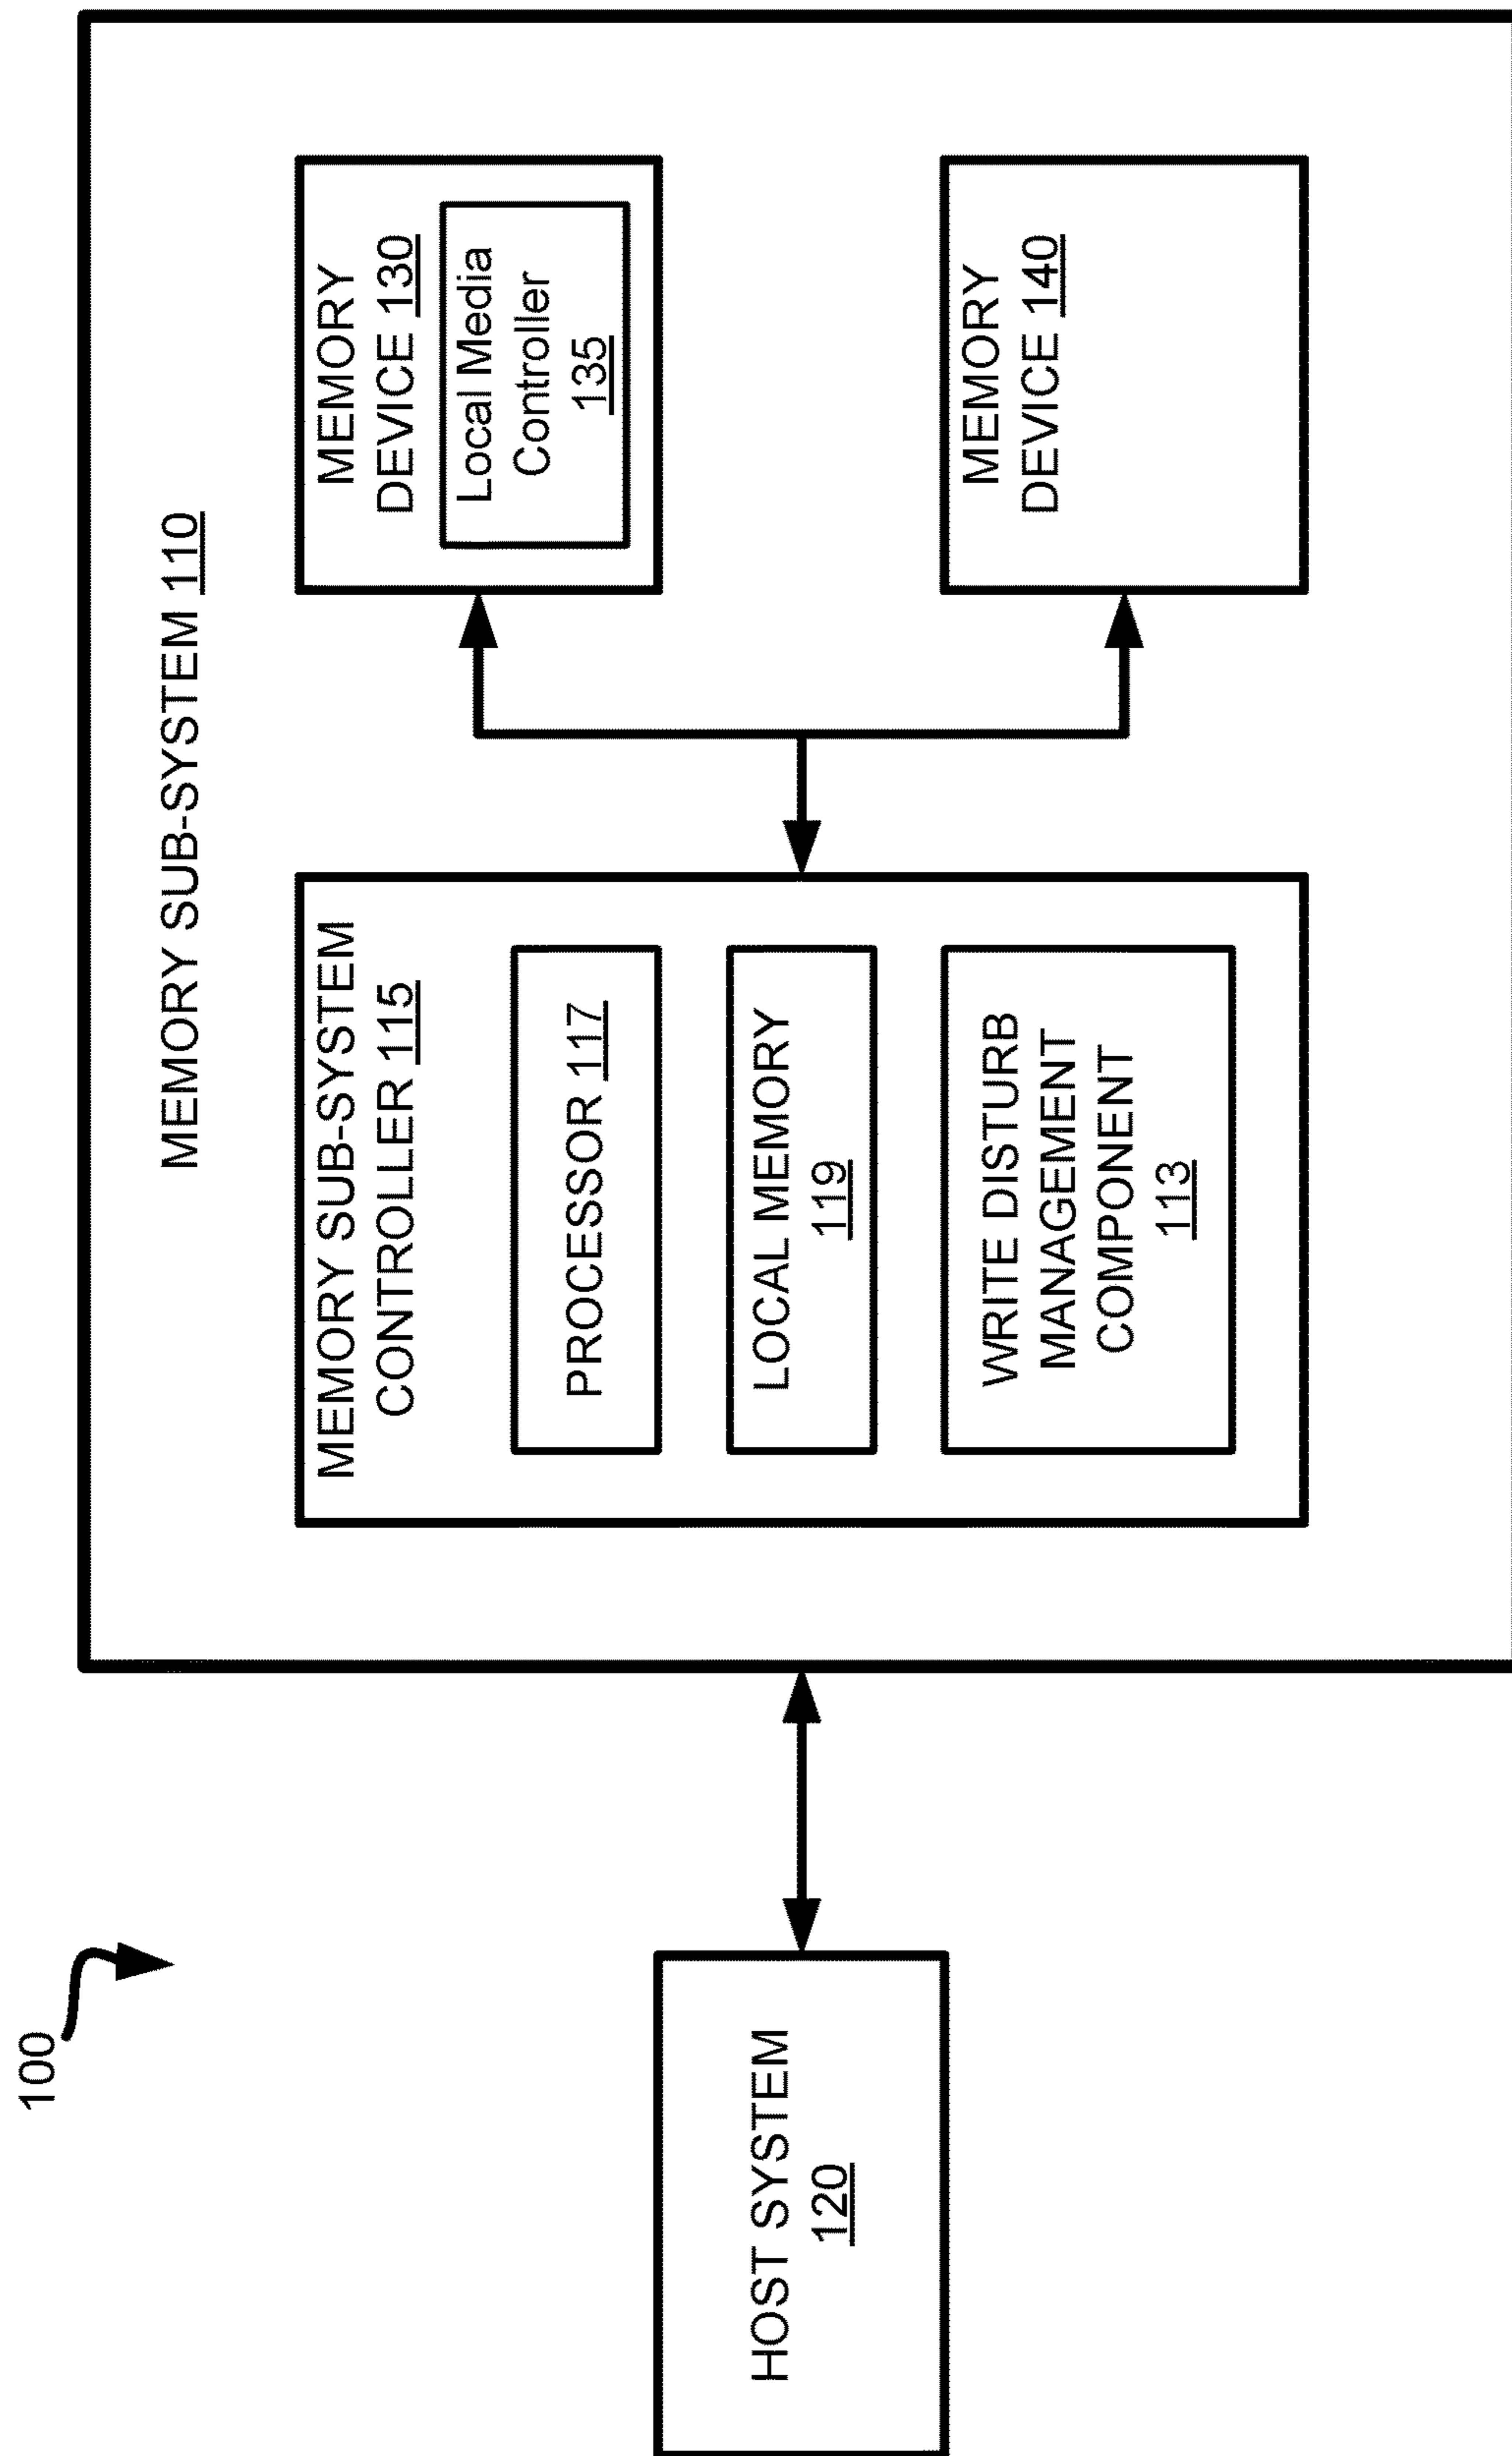 100
MEMORY SUB-SYSTEM 110
HOST SYSTEM
120
MEMORY SUB-SYSTEM
CONTROLLER 115
PROCESSOR 117
LOCAL MEMORY
119
WRITE DISTURB
MANAGEMENT
COMPONENT
113
MEMORY
DEVICE 130
Local Media
Controller
135
MEMORY
DEVICE 140